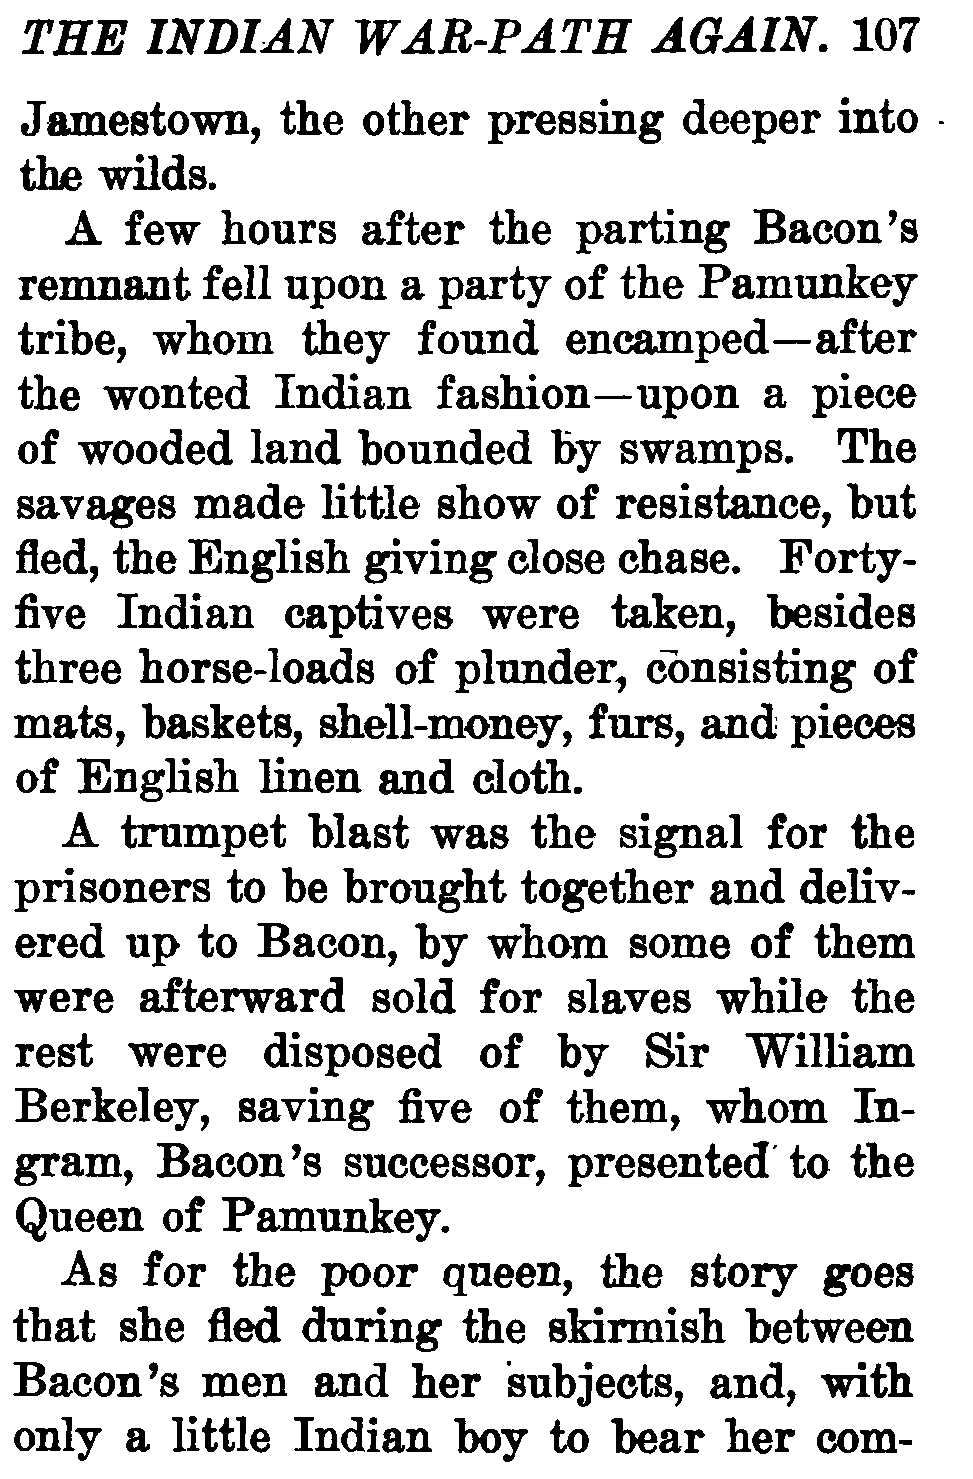 THE INDIAN WAR-PATH AGAIN. 107
Jamestown, the other pressing deeper into
the wilds.
A few hours after the parting Bacon's
remnant fell upon a party of the Pamunkey
tribe, whom they found encamped—after
the wonted Indian fashion—upon a piece
of wooded land bounded by swamps. The
savages made little show of resistance, but
fled, the English giving close chase. Forty-
five Indian captives were taken, besides
three horse-loads of plunder, consisting of
mats, baskets, shell-money, furs, and pieces
of English linen and cloth.
A trumpet blast was the signal for the
prisoners to be brought together and deliv-
ered up to Bacon, by whom some of them
were afterward sold for slaves while the
rest were disposed of by Sir William
Berkeley, saving five of them, whom In-
gram, Bacon's successor, presented to the
Queen of Pamunkey.
As for the poor queen, the story goes
that she fled during the skirmish between
Bacon's men and her subjects, and, with
only a little Indian boy to bear her com-